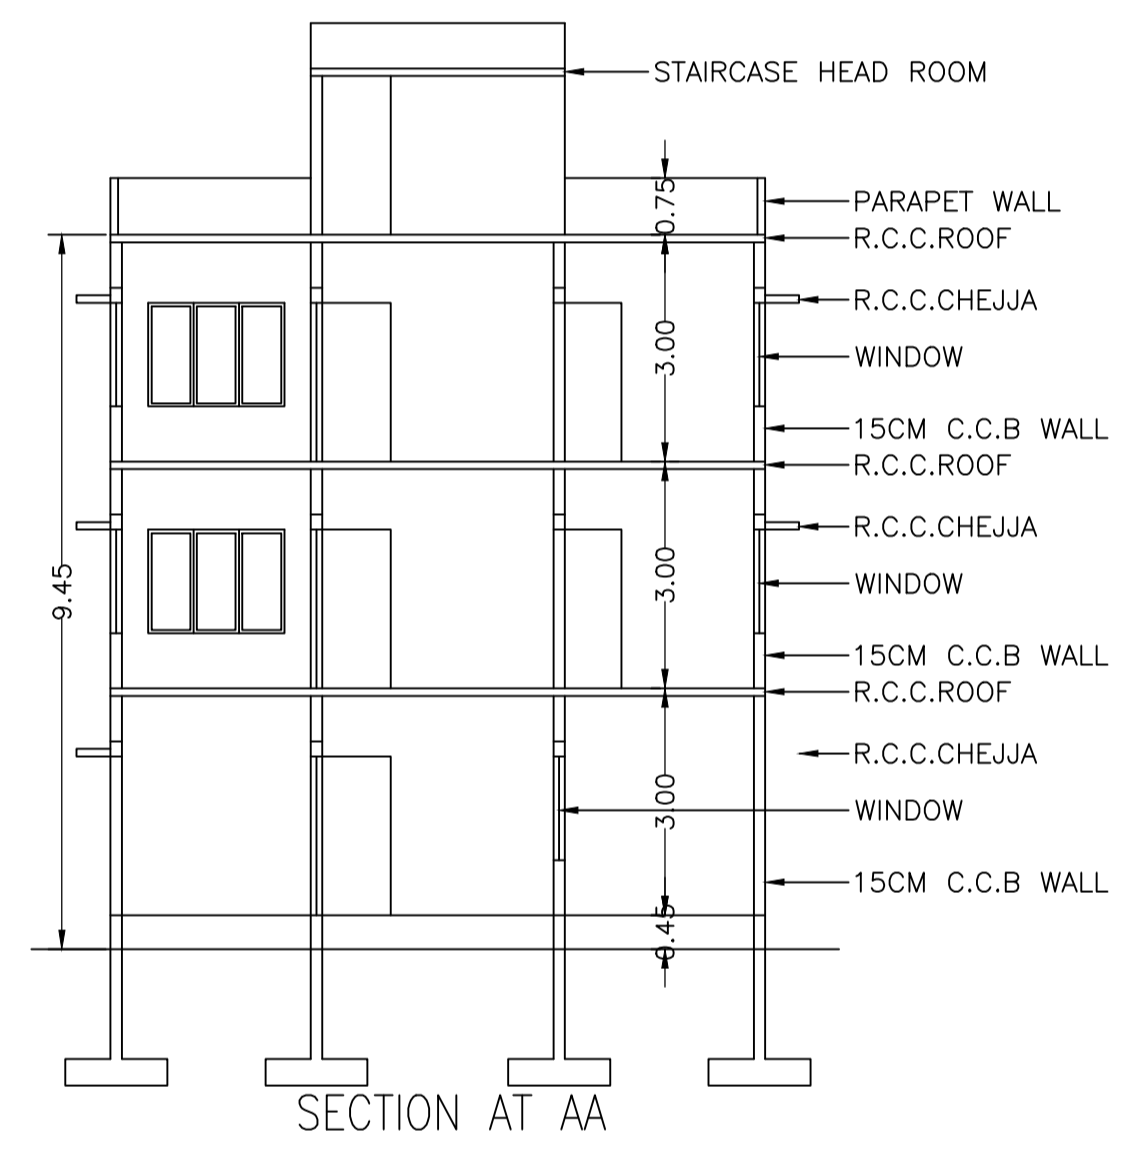 STAIRCASE HEAD ROOM
0.75
PARAPET WALL
R.C.C.ROOF
R.C.C.CHEJJA
3.00
WINDOW
15CM C.C.B WALL
R.C.C.ROOF
R.C.C.CHEJJA
9.45
3.00
WINDOW
15CM C.C.B WALL
R.C.C.ROOF
R.C.C.CHEJJA
3.00
WINDOW
15CM C.C.B WALL
0.45
SECTION AT AA